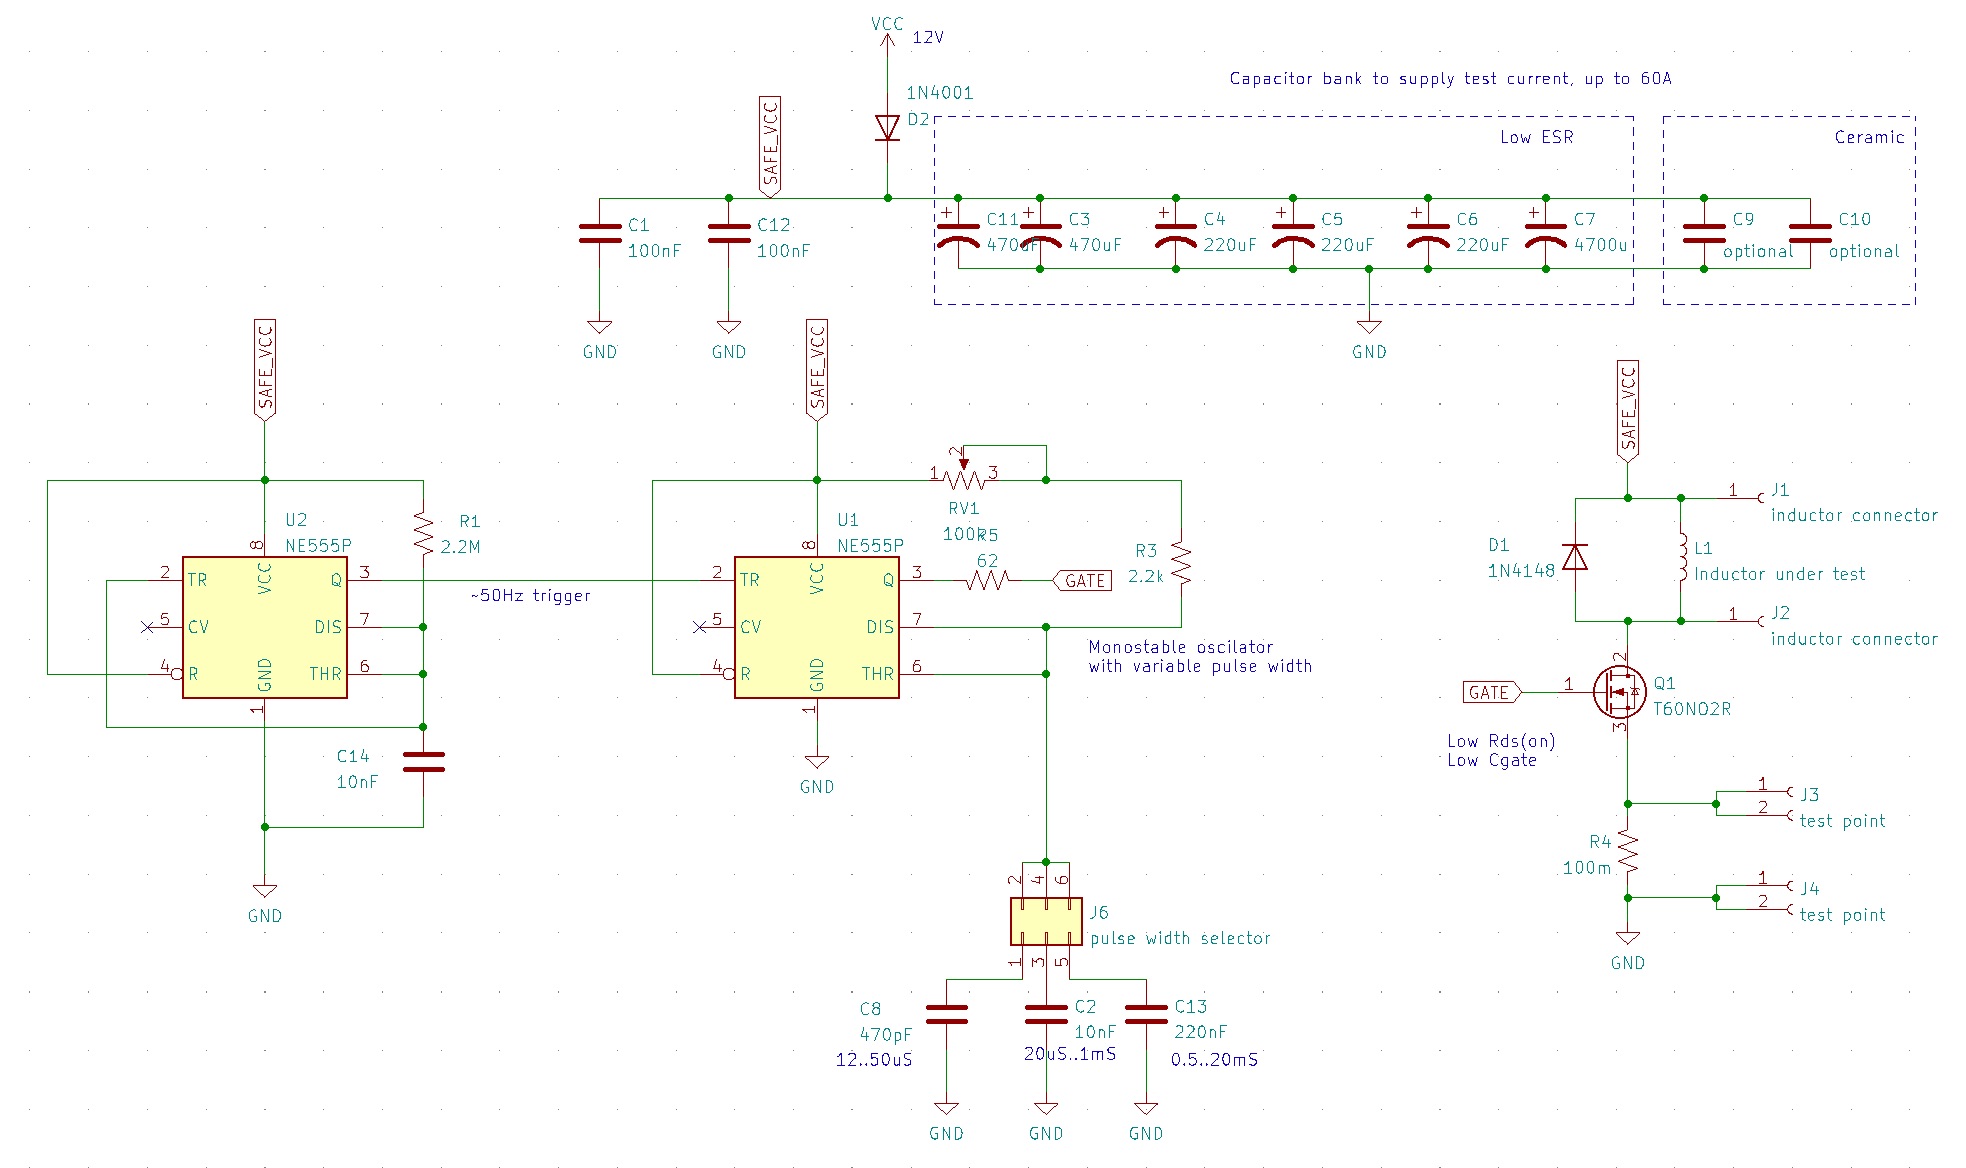 VCC
12V
Capacitor bank to supply test current, up to 60A
1N4001
D2
SAFE_VCC
Low ESR
Ceramic
C1
100nF
C12
100nF
+
C11
470uF
+
C3
470uF
+
C4
220uF
+
C5
220uF
+
C6
220uF
+
C7
4700u
C9
optional
C10
optional
GND
GND
GND
SAFE_VCC
SAFE_VCC
SAFE_VCC
U2
NE555P
R1
2.2M
8
VCC
2
TR
Q
3
5
CV
DIS
7
4
R
GND
THR
6
1
~50Hz trigger
C14
10nF
GND
U1
NE555P
8
VCC
2
TR
Q
3
5
CV
DIS
7
4
R
GND
THR
6
1
GND
2
1
3
RV1
100k
R5
62
GATE
R3
2.2k
Monostable oscilator
with variable pulse width
2
4
6
J6
pulse width selector
1
3
5
C8
470pF
12..50uS
C2
10nF
20uS..1mS
C13
220nF
0.5..20mS
GND
GND
GND
1
J1
inductor connector
D1
1N4148
L1
Inductor under test
1
J2
inductor connector
2
GATE
1
Q1
T60NO2R
3
Low Rds(on)
Low Cgate
1
2
J3
test point
R4
100m
1
2
J4
test point
GND